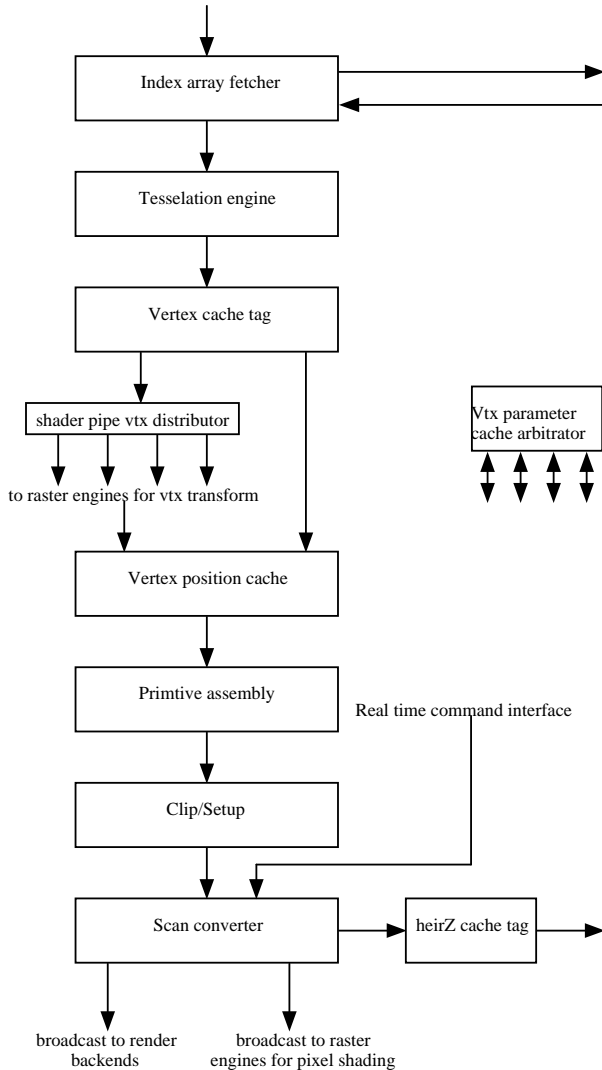 Index array fetcher
Tesselation engine
Vertex cache tag
shader pipe vtx distributor
Vtx parameter
cache arbitrator
to raster engines for vtx transform
Vertex position cache
Primtive assembly
Real time command interface
Clip/Setup
Scan converter
heirZ cache tag
broadcast to render
backends
broadcast to raster
engines for pixel shading